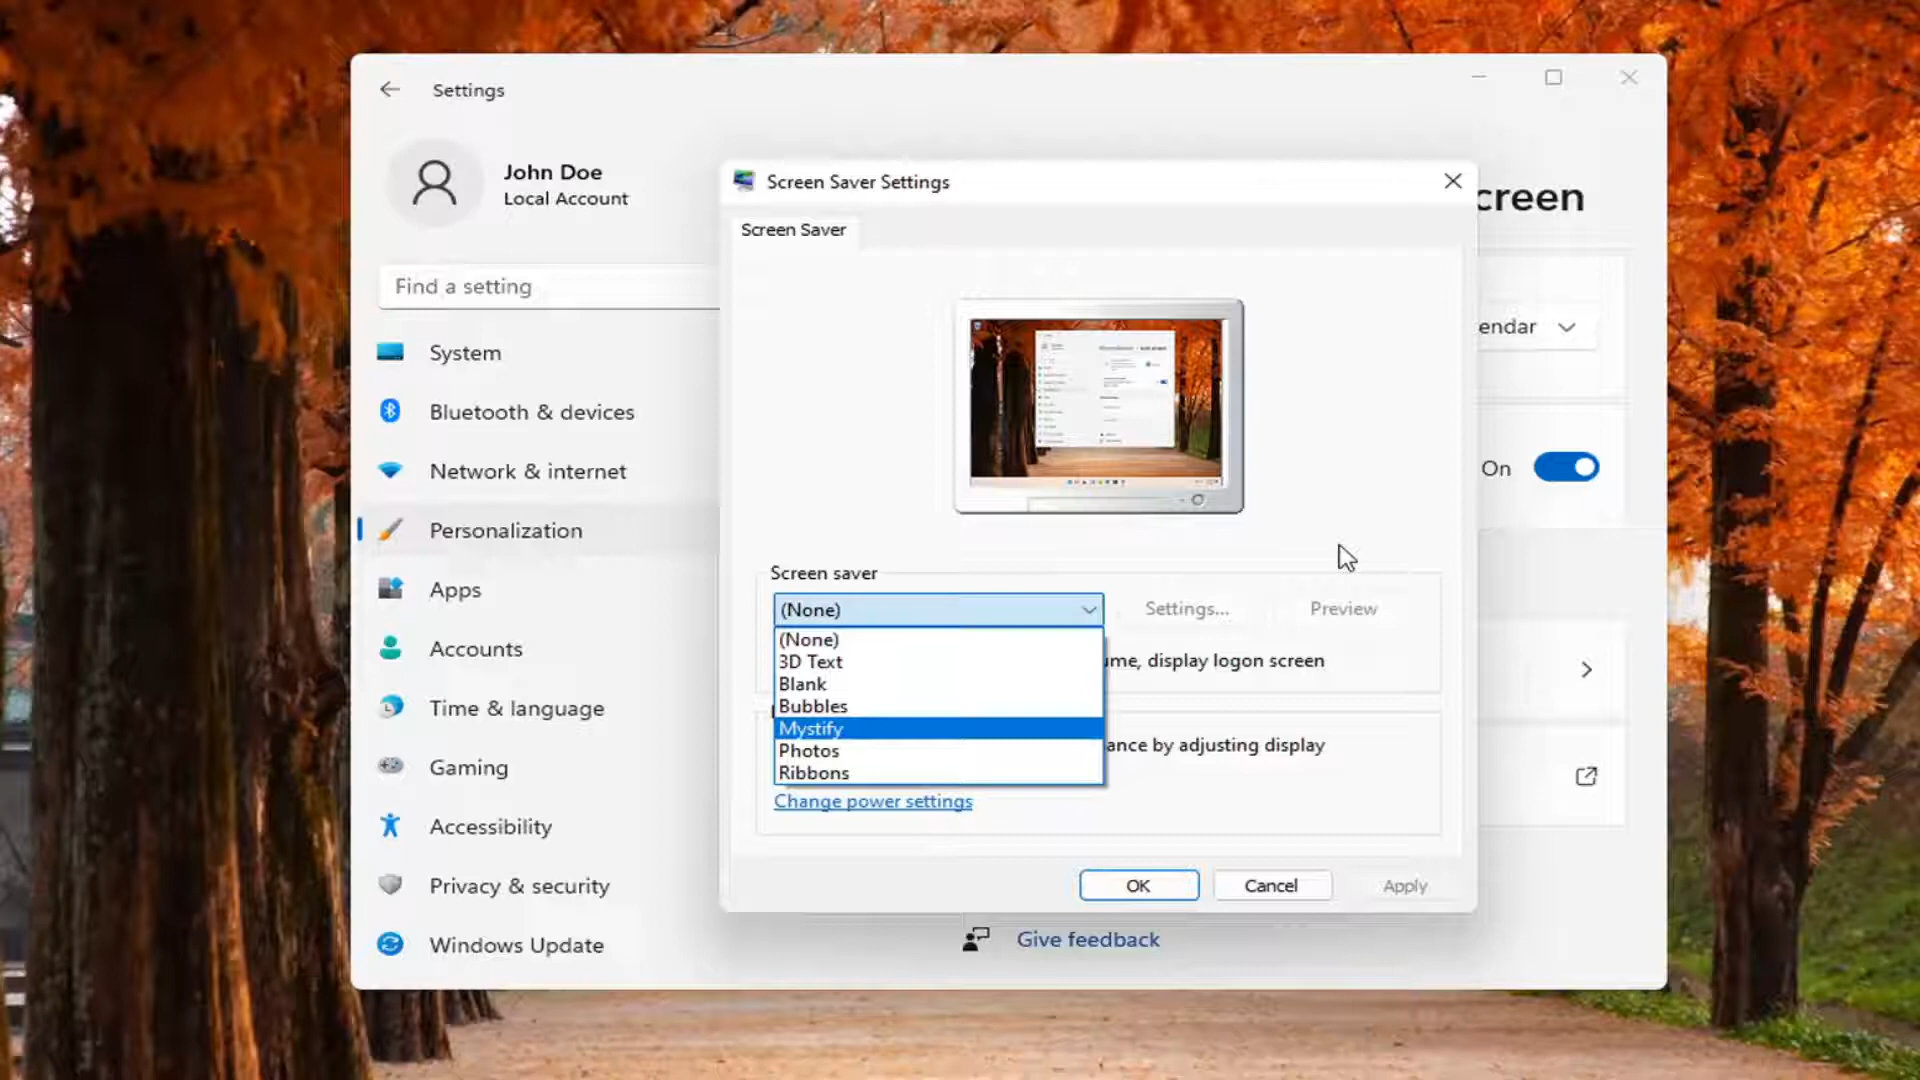 Settings
John Doe
Local Account
Find a setting
System
Bluetooth & devices
Network & internet
Personalization
Apps
Accounts
Time & language
Gaming
Accessibility
Privacy & security
Windows Update
creen
endar
On
Screen Saver Settings
Screen Saver
Screen saver
(None)
Settings...
Preview
(None)
3D Text
Blank
Bubbles
Mystify
Photos
Ribbons
ume, display logon screen
ance by adjusting display
Change power settings
OK
Cancel
Apply
Give feedback